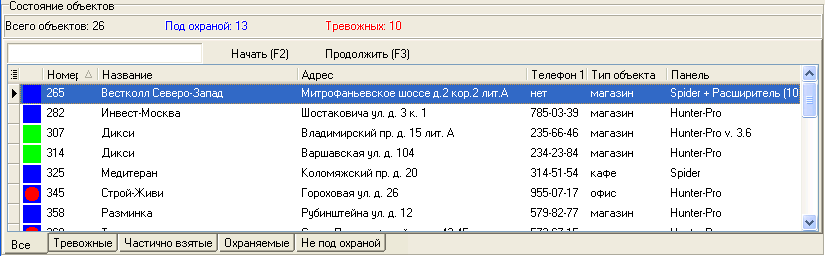 Состояние объектов
Всего объектов: 26 Под охраной: 13 Тревожных: 10
Начать (F2) Продолжить (F3)
Номер Название Адрес Телефон 1 Тип объекта Панель
265 Вестколл Северо-Запад Митрофаньевское шоссе д.2 кор.2 лит.А нет магазин Spider + Расширитель (10
282 Инвест-Москва Шостаковича ул. д. 3 к. 1 785-03-39 магазин Hunter-Pro
307 Дикси Владимирский пр. д. 15 лит. А 235-66-46 магазин Hunter-Pro v. 3.6
314 Дикси Варшавская ул. д. 104 234-23-84 магазин Hunter-Pro
325 Медитеран Коломяжский пр. д. 20 314-51-54 кафе Spider
345 Строй-Живи Гороховая ул. д. 26 955-07-17 офис Hunter-Pro
358 Разминка Рубинштейна ул. д. 12 579-82-77 магазин Hunter-Pro
Все Тревожные Частично взятые Охраняемые Не под охраной